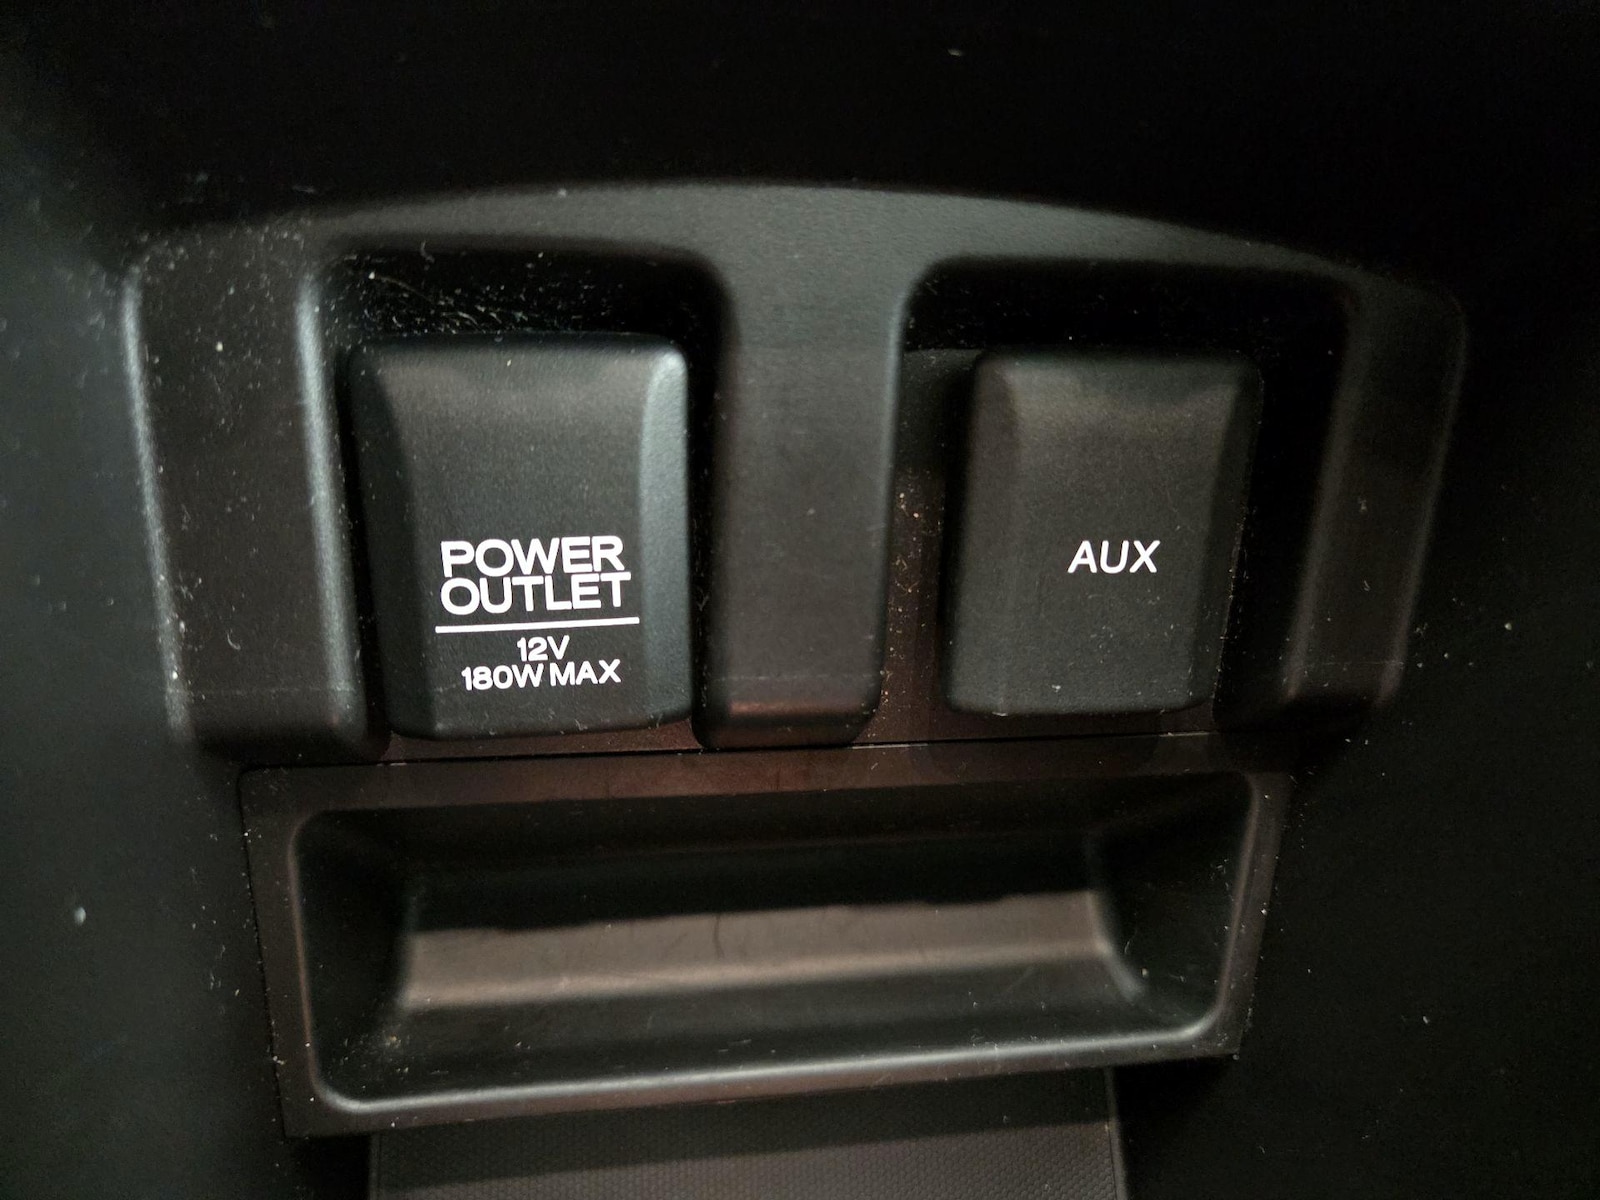 POWER
OUTLET
12V
180W MAX
AUX